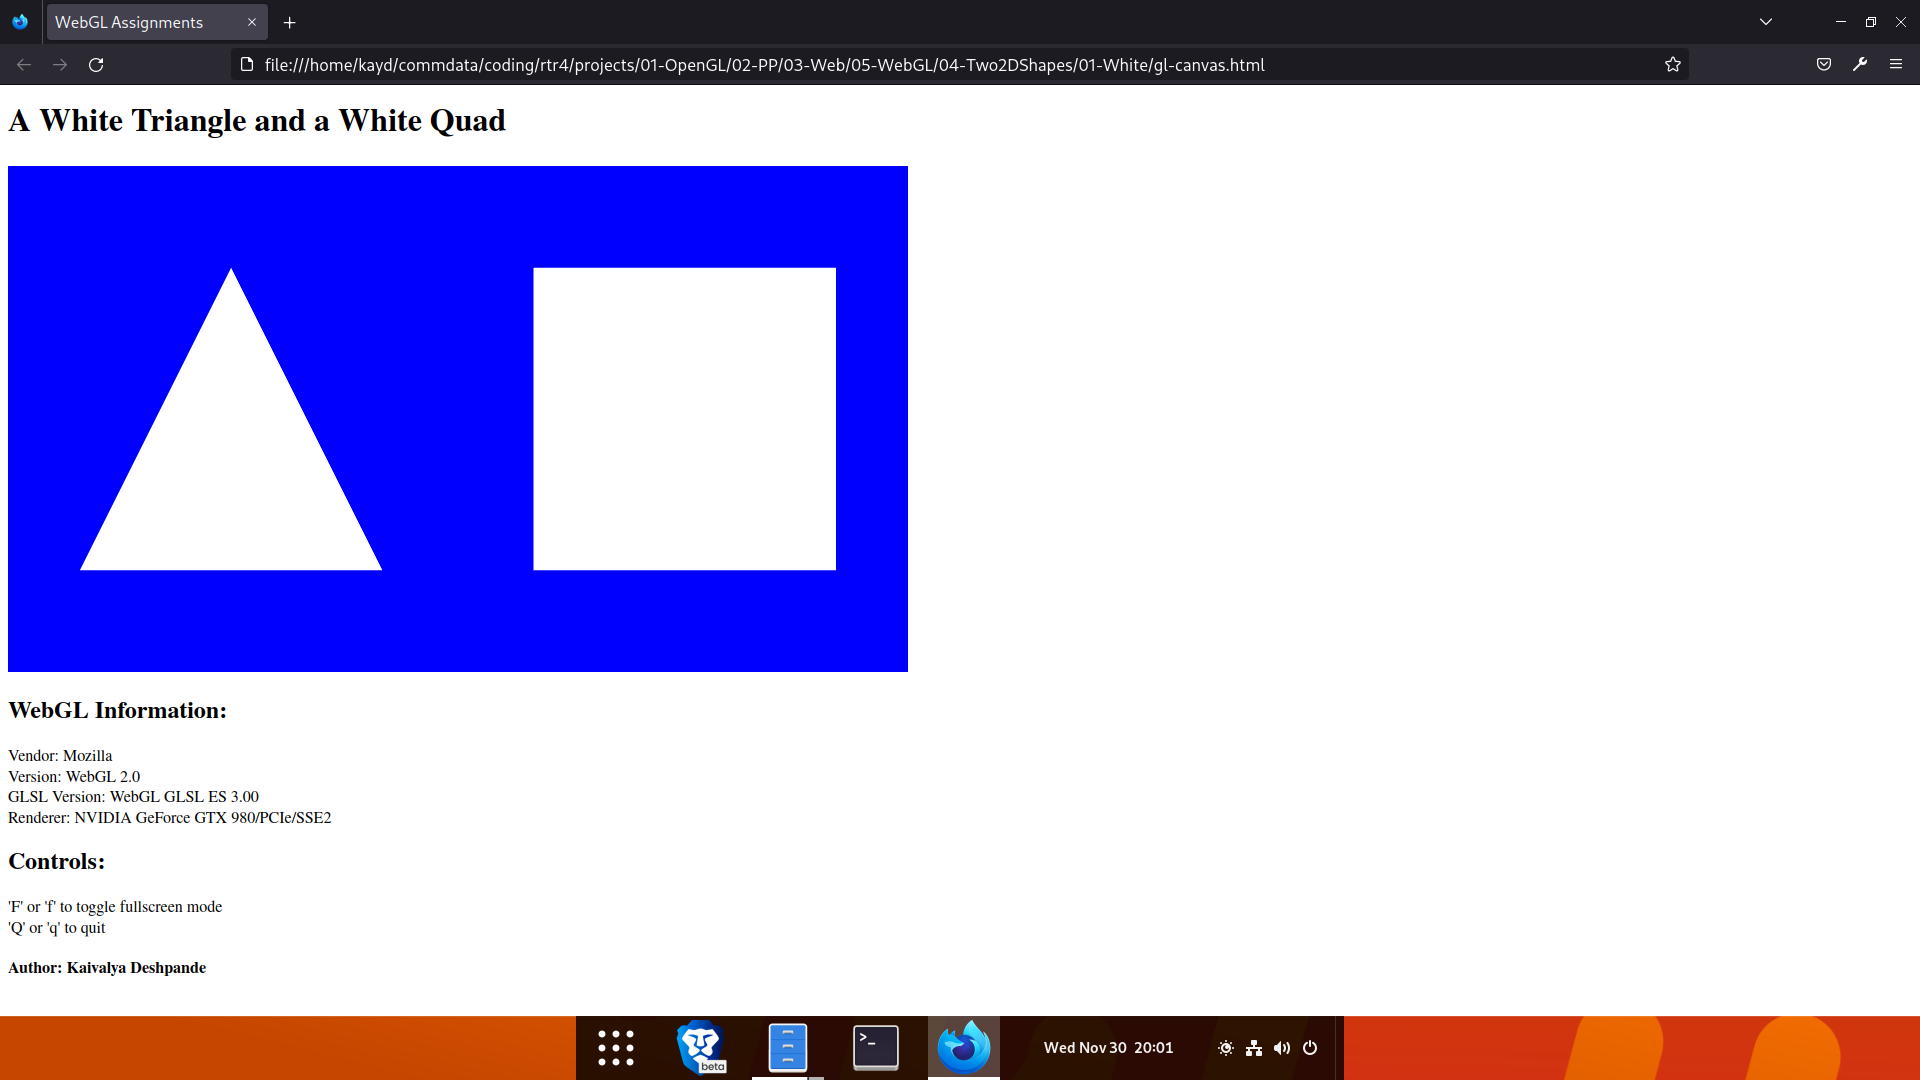 WebGL Assignments
file:///home/kayd/commdata/coding/rtr4/projects/01-OpenGL/02-PP/03-Web/05-WebGL/04-Two2DShapes/01-White/gl-canvas.html
A White Triangle and a White Quad
WebGL Information:
Vendor: Mozilla
Version: WebGL 2.0
GLSL Version: WebGL GLSL ES 3.00
Renderer: NVIDIA GeForce GTX 980/PCIe/SSE2
Controls:
'F' or 'f' to toggle fullscreen mode
'Q' or 'q' to quit
Author: Kaivalya Deshpande
beta
>_
Wed Nov 30 20:01